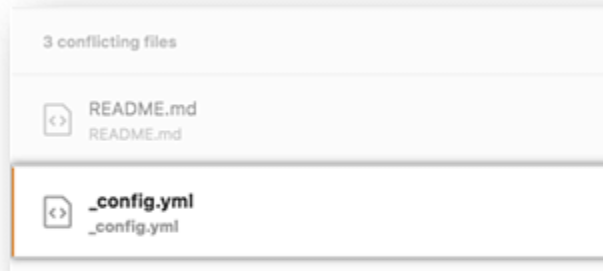 3 conflicting files
README.md
README.md
_config.yml
_config.yml